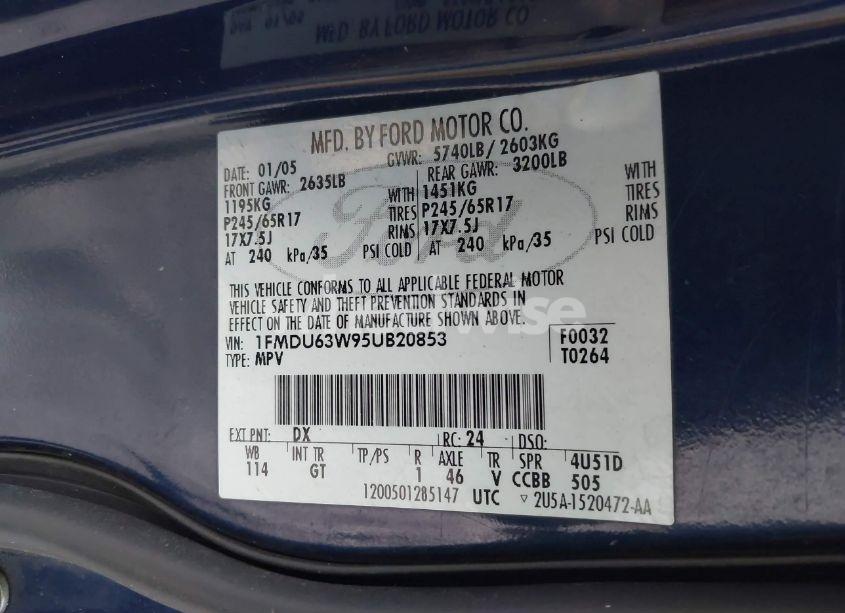 MFD. BY FORD MOTOR CO.
DATE: 01/05 GVWR: 5740LB / 2603KG
FRONT GAWR: 2635LB REAR GAWR: 3200LB
1195KG WITH 1451KG WITH
P245/65R17 TIRES P245/65R17 TIRES
17X7.5J RIMS 17X7.5J RIMS
AT 240 kPa/35 PSI COLD AT 240 kPa/35 PSI COLD
Ford
THIS VEHICLE CONFORMS TO ALL APPLICABLE FEDERAL MOTOR
VEHICLE SAFETY AND THEFT PREVENTION STANDARDS IN
EFFECT ON THE DATE OF MANUFACTURE SHOWN ABOVE.
VIN: 1FMDU63W95UB20853 F0032
TYPE: MPV T0264
EXT PNT: DX RC: 24 DSO:
WB INT TR TP/PS R AXLE TR SPR 4U51D
114 GT 1 46 V CCBB 505
1200501285147 UTC ▽ 2U5A-1520472-AA